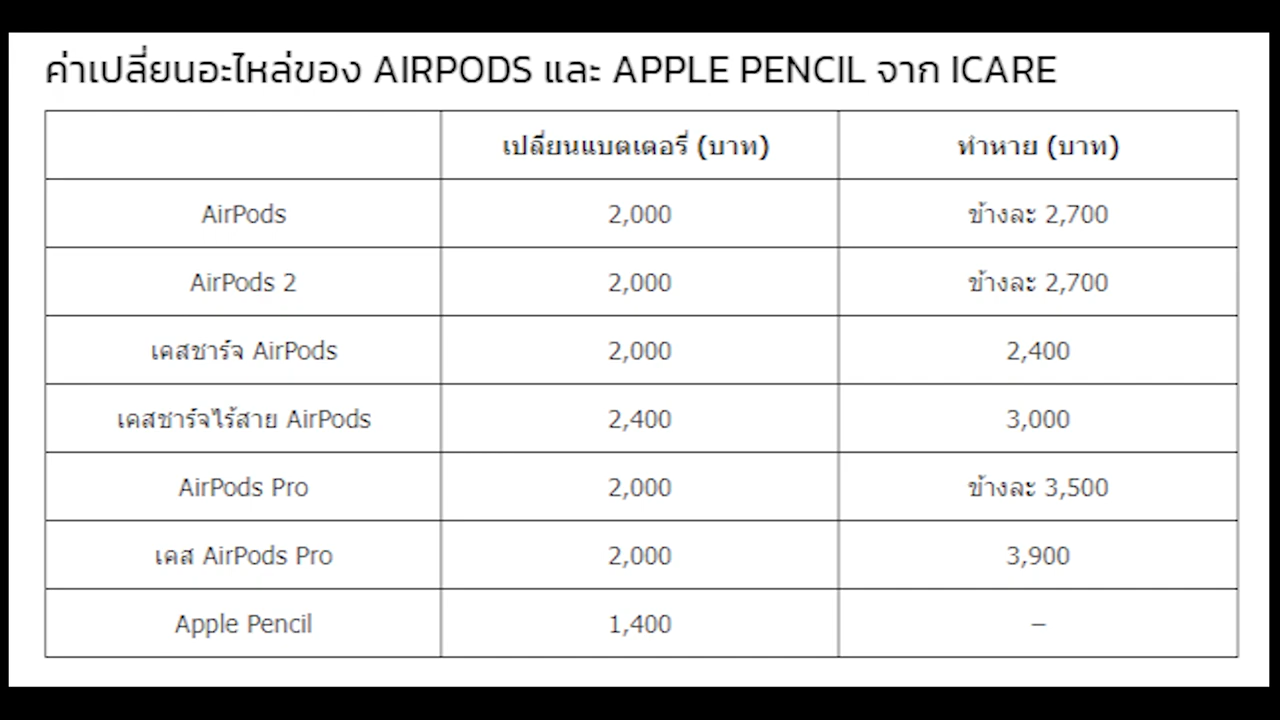 ค่าเปลี่ยนอะไหล่ของ AIRPODS และ APPLE PENCIL จาก ICARE
เปลี่ยนแบตเตอรี่ (บาท) ทำหาย (บาท)
AirPods 2,000 ข้างละ 2,700
AirPods 2 2,000 ข้างละ 2,700
เคสชาร์จ AirPods 2,000 2,400
เคสชาร์จไร้สาย AirPods 2,400 3,000
AirPods Pro 2,000 ข้างละ 3,500
เคส AirPods Pro 2,000 3,900
Apple Pencil 1,400 –